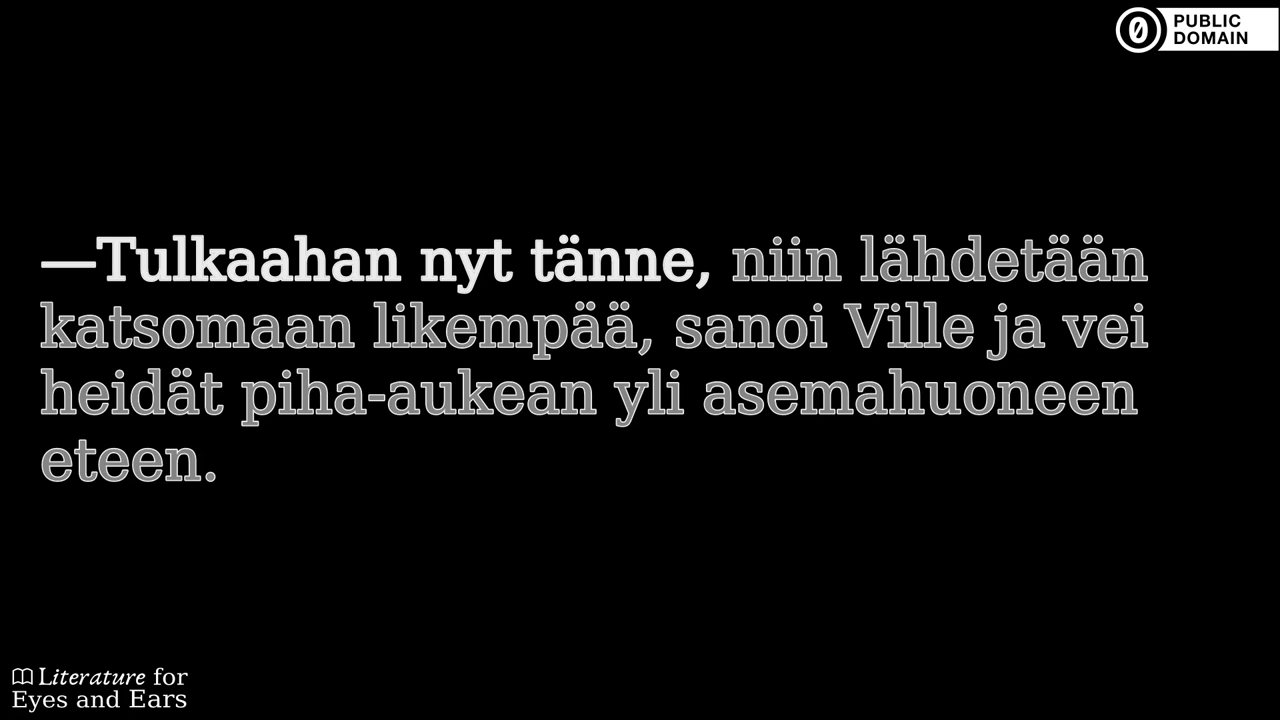 PUBLIC
DOMAIN
—Tulkaahan nyt tänne, niin lähdetään
katsomaan likempää, sanoi Ville ja vei
heidät piha-aukean yli asemahuoneen
eteen.
Literature for
Eyes and Ears